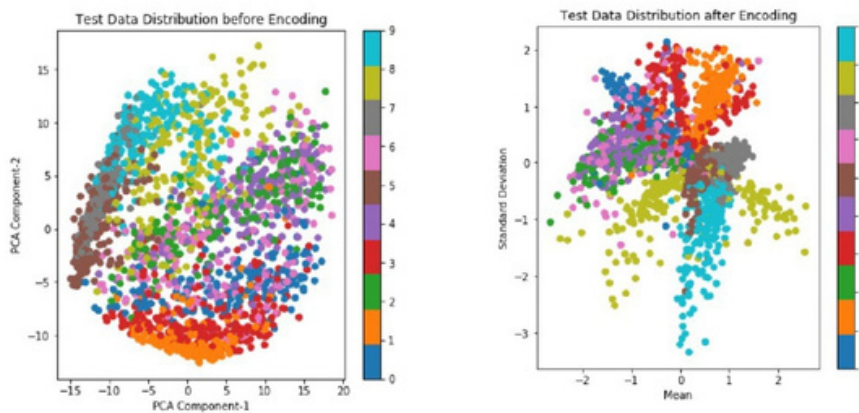 Test Data Distribution before Encoding
15
10
5
0
−5
−10
−15 −10 −5 0 5 10 15 20
PCA Component-2
PCA Component-1
9
8
7
6
5
4
3
2
1
0
Test Data Distribution after Encoding
2
1
0
−1
−2
−3
−2 −1 0 1 2
Standard Deviation
Mean